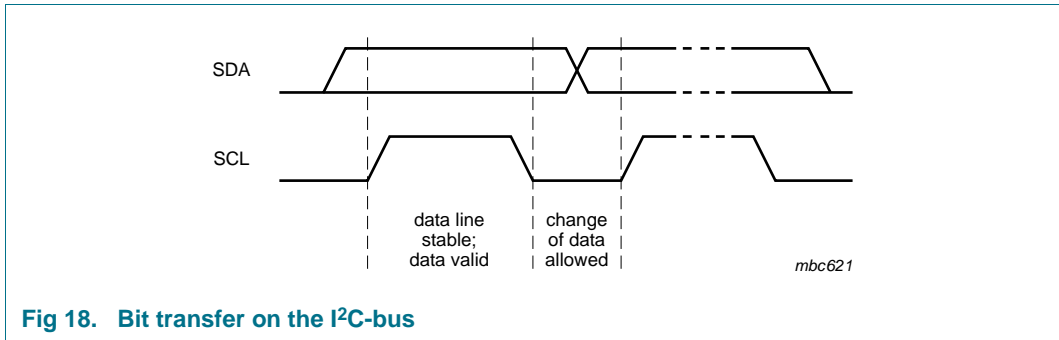 SDA
SCL
data line
stable;
data valid
change
of data
allowed
mbc621
Fig 18. Bit transfer on the I²C-bus